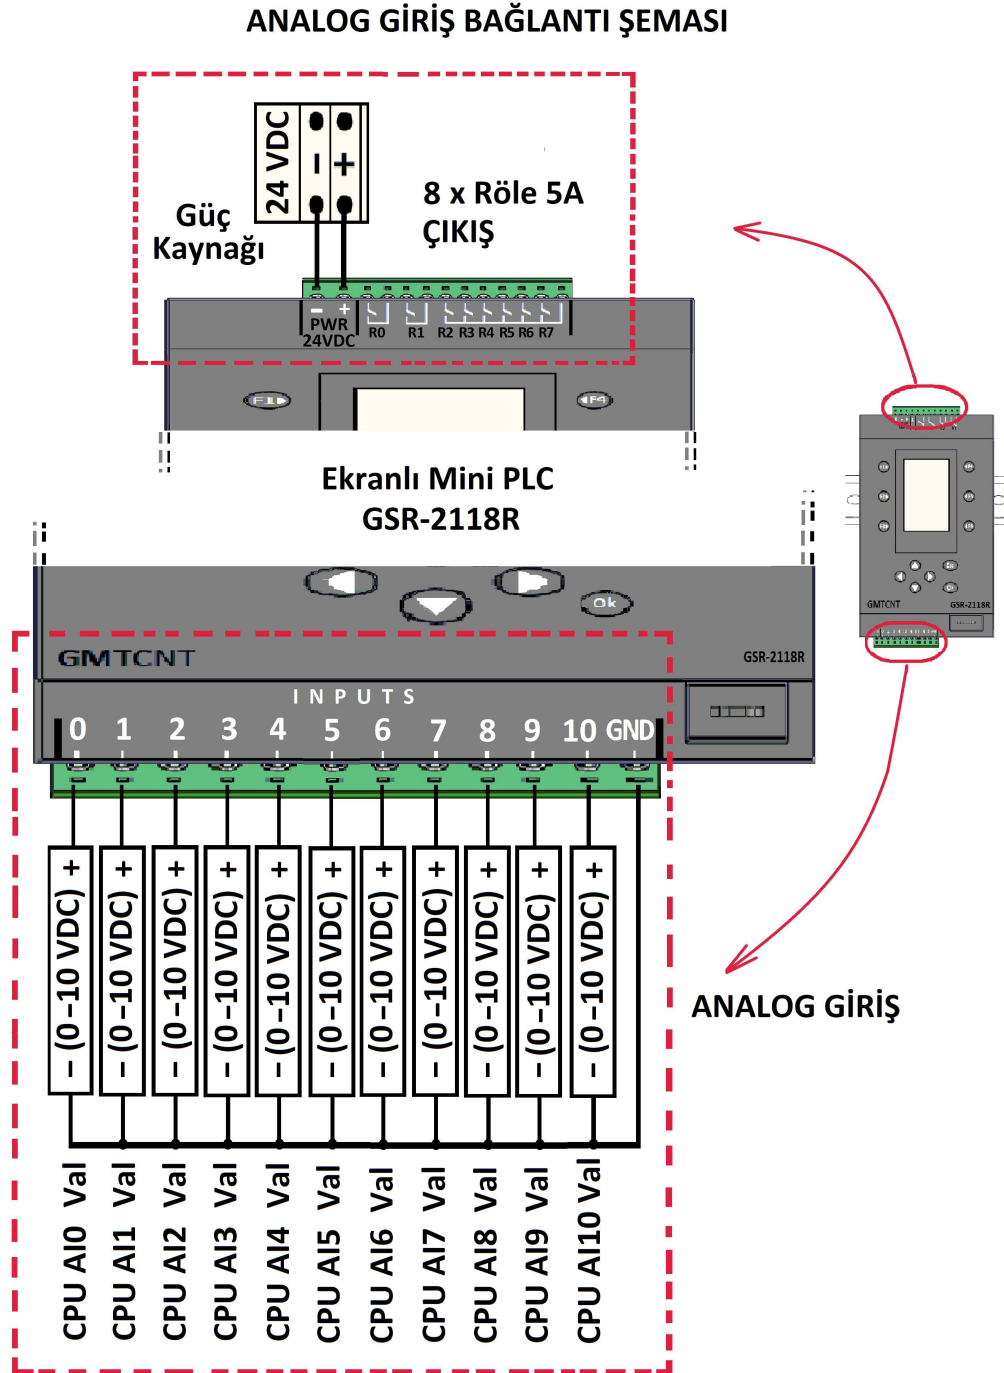 ANALOG GİRİŞ BAĞLANTI ŞEMASI
24 VDC
- +
Güç
Kaynağı
8 x Röle 5A
ÇIKIŞ
- +
PWR
24VDC
R0 R1 R2 R3 R4 R5 R6 R7
F1 F4
Ekranlı Mini PLC
GSR-2118R
Ok
GMTCNT GSR-2118R
GMTCNT GSR-2118R
INPUTS
0 1 2 3 4 5 6 7 8 9 10 GND
- (0-10 VDC) +
- (0-10 VDC) +
- (0-10 VDC) +
- (0-10 VDC) +
- (0-10 VDC) +
- (0-10 VDC) +
- (0-10 VDC) +
- (0-10 VDC) +
- (0-10 VDC) +
- (0-10 VDC) +
- (0-10 VDC) +
ANALOG GİRİŞ
CPU AI0 Val
CPU AI1 Val
CPU AI2 Val
CPU AI3 Val
CPU AI4 Val
CPU AI5 Val
CPU AI6 Val
CPU AI7 Val
CPU AI8 Val
CPU AI9 Val
CPU AI10 Val